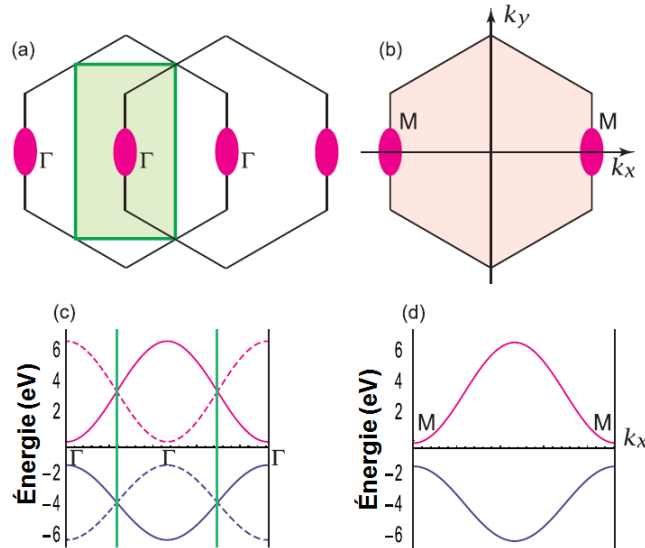 (a)
Γ Γ Γ
(b)
ky
M M
kx
(c)
Énergie (eV)
6
4
2
Γ Γ Γ
−2
−4
−6
(d)
Énergie (eV)
6
4
2
M M
kx
−2
−4
−6